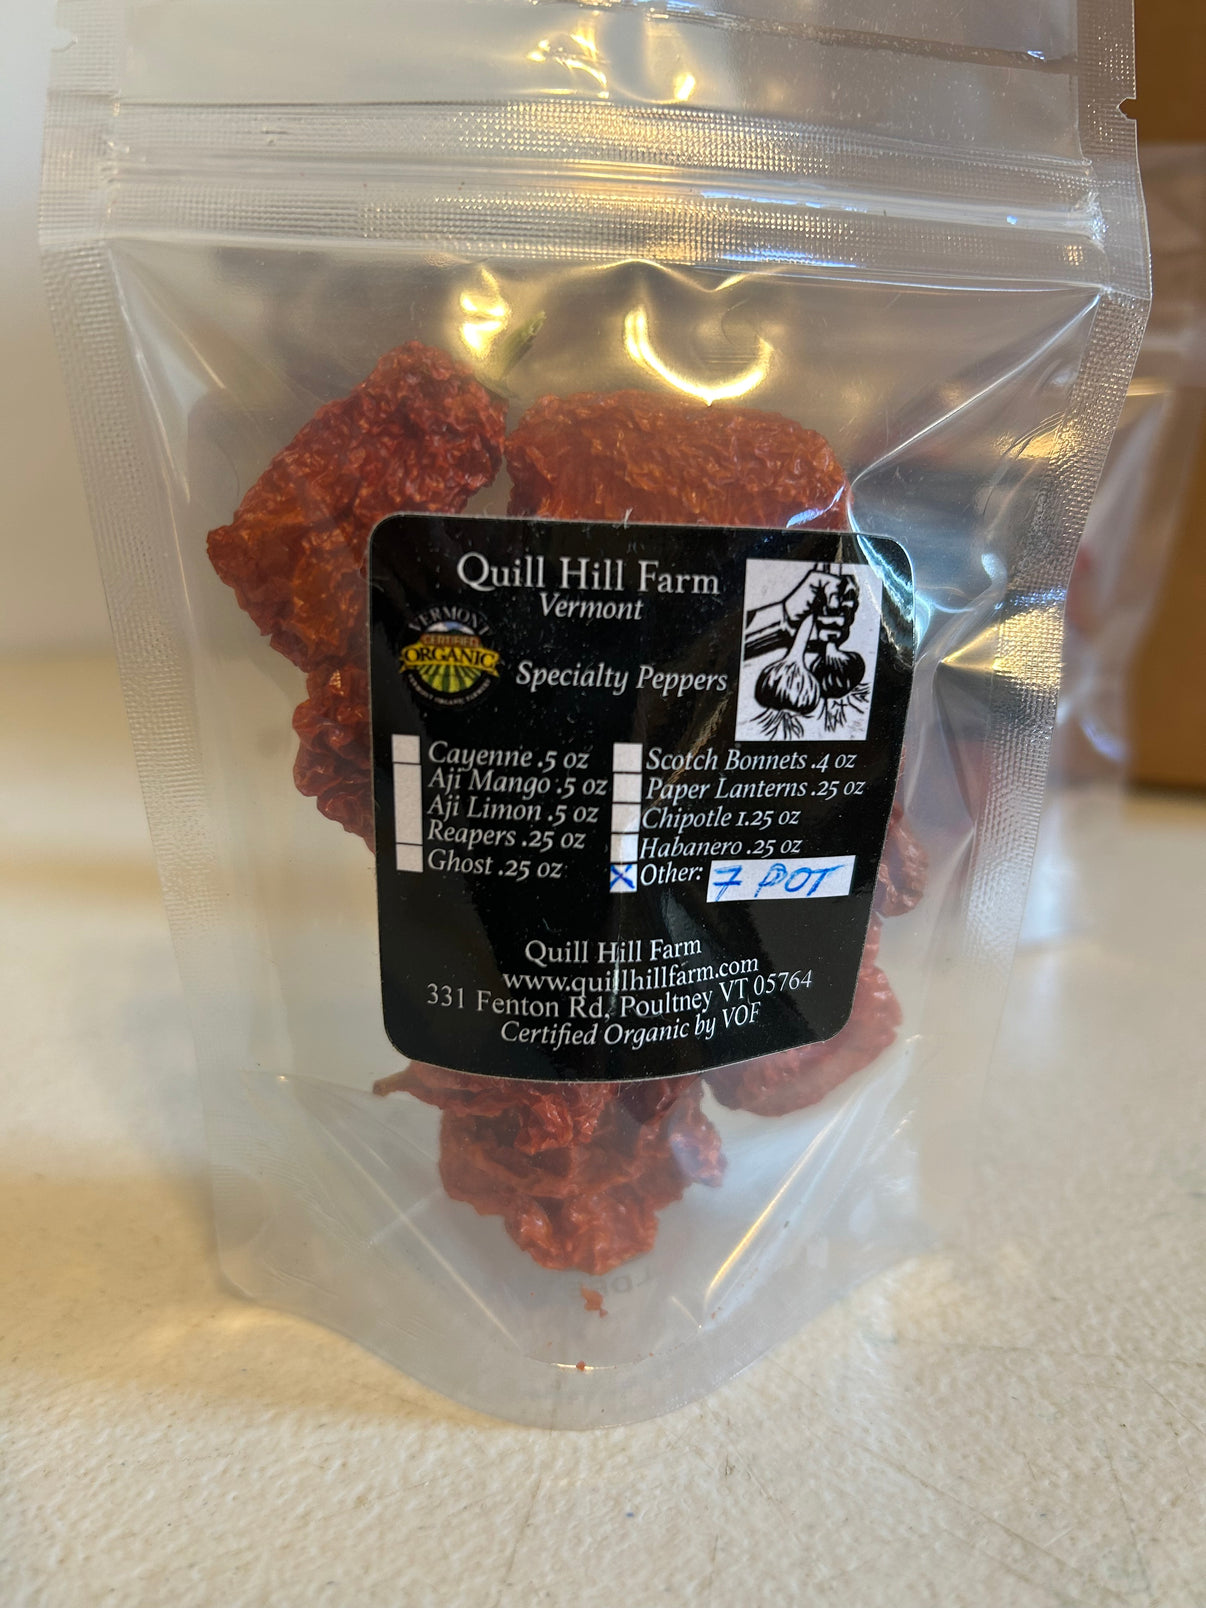 Quill Hill Farm
Vermont
VERMONT
CERTIFIED
ORGANIC
Specialty Peppers
Cayenne .5 oz
Aji Mango .5 oz
Aji Limon .5 oz
Reapers .25 oz
Ghost .25 oz
Scotch Bonnets .4 oz
Paper Lanterns .25 oz
Chipotle 1.25 oz
Habanero .25 oz
X Other: 7 POT
Quill Hill Farm
www.quillhillfarm.com
331 Fenton Rd, Poultney VT 05764
Certified Organic by VOF